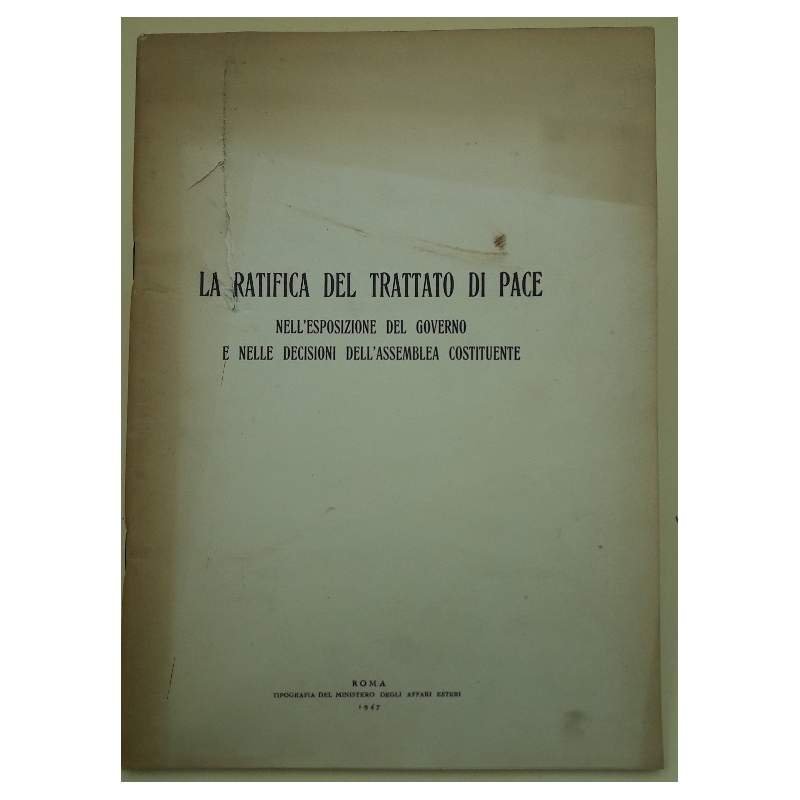 LA RATIFICA DEL TRATTATO DI PACE
NELL'ESPOSIZIONE DEL GOVERNO
E NELLE DECISIONI DELL'ASSEMBLEA COSTITUENTE
ROMA
TIPOGRAFIA DEL MINISTERO DEGLI AFFARI ESTERI
1947